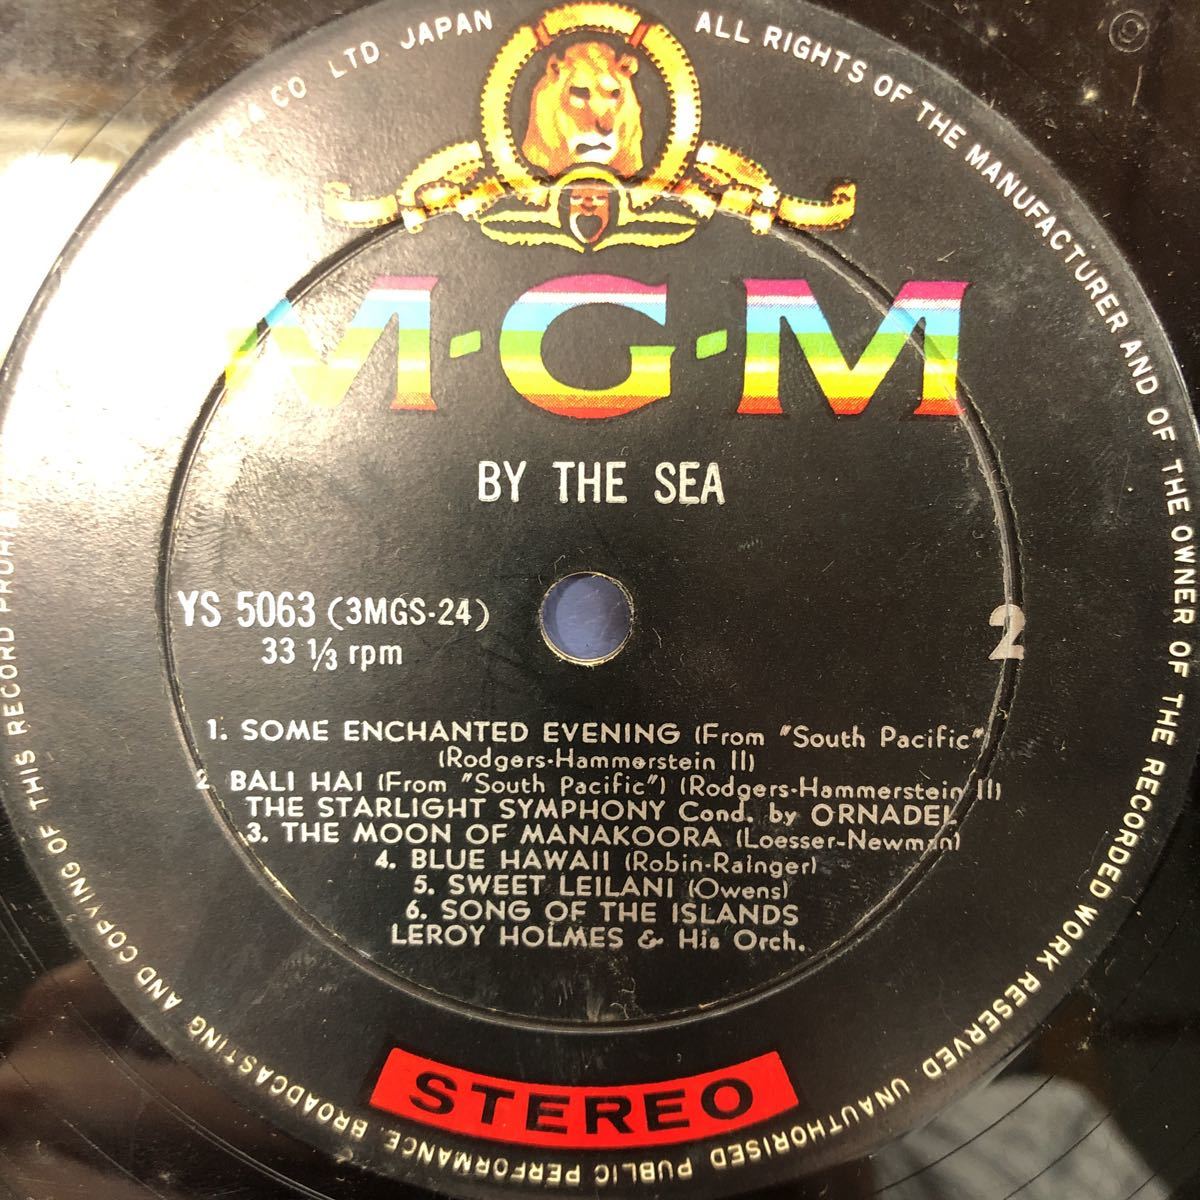 CO LTD JAPAN
ALL RIGHTS OF THE MANUFACTURER AND OF THE OWNER OF THE RECORDED WORK RESERVED UNAUTHORISED PUBLIC PERFORMANCE. BROADCASTING AND COPYING OF THIS RECORD
M-G-M
BY THE SEA
YS 5063 (3MGS-24)
33 ⅓ rpm
2
1. SOME ENCHANTED EVENING (From "South Pacific"
(Rodgers-Hammerstein II)
2 BALI HAI (From "South Pacific") (Rodgers-Hammerstein II)
THE STARLIGHT SYMPHONY Cond. by ORNADEL
3. THE MOON OF MANAKOORA (Loesser-Newman)
4. BLUE HAWAII (Robin-Rainger)
5. SWEET LEILANI (Owens)
6. SONG OF THE ISLANDS
LEROY HOLMES & His Orch.
STEREO